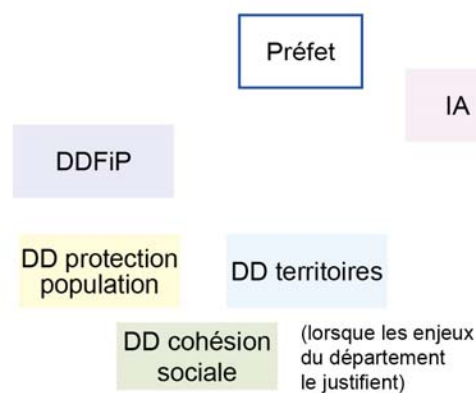 Préfet
IA
DDFiP
DD protection
population
DD territoires
DD cohésion
sociale
(lorsque les enjeux
du département
le justifient)